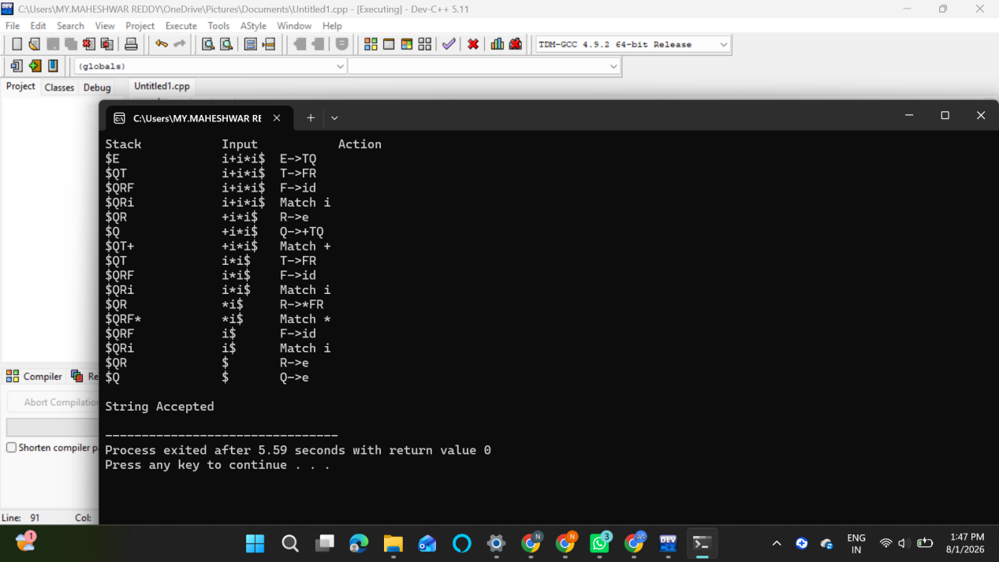 C:\Users\MY.MAHESHWAR REDDY\OneDrive\Pictures\Documents\Untitled1.cpp - [Executing] - Dev-C++ 5.11
File Edit Search View Project Execute Tools AStyle Window Help
TDM-GCC 4.9.2 64-bit Release
(globals)
Project Classes Debug Untitled1.cpp
C:\Users\MY.MAHESHWAR RE
Stack Input Action
$E i+i*i$ E->TQ
$QT i+i*i$ T->FR
$QRF i+i*i$ F->id
$QRi i+i*i$ Match i
$QR +i*i$ R->e
$Q +i*i$ Q->+TQ
$QT+ +i*i$ Match +
$QT i*i$ T->FR
$QRF i*i$ F->id
$QRi i*i$ Match i
$QR *i$ R->*FR
$QRF* *i$ Match *
$QRF i$ F->id
$QRi i$ Match i
$QR $ R->e
$Q $ Q->e
Compiler Re
Abort Compilation
String Accepted
--------------------------------
Shorten compiler p
Process exited after 5.59 seconds with return value 0
Press any key to continue . . .
Line: 91 Col:
1
N
N
3
DEV
ENG
IN
1:47 PM
8/1/2026